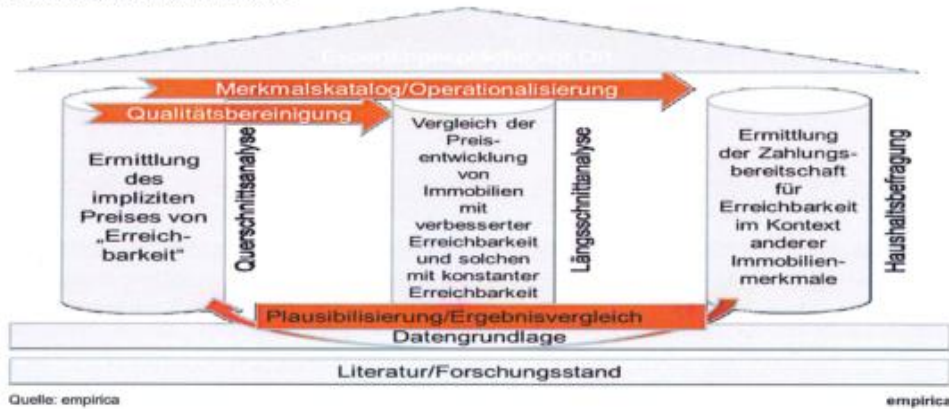 Merkmalskatalog/Operationalisierung
Qualitätsbereinigung
Ermittlung
des
impliziten
Preises von
„Erreich-
barkeit"
Querschnittsanalyse
Vergleich der
Preis-
entwicklung
von
Immobilien
mit
verbesserter
Erreichbarkeit
und solchen
mit konstanter
Erreichbarkeit
Längsschnittanalyse
Ermittlung
der Zahlungs-
bereitschaft
für
Erreichbarkeit
im Kontext
anderer
Immobilien-
merkmale
Haushaltsbefragung
Plausibilisierung/Ergebnisvergleich
Datengrundlage
Literatur/Forschungsstand
Quelle: empirica
empirica